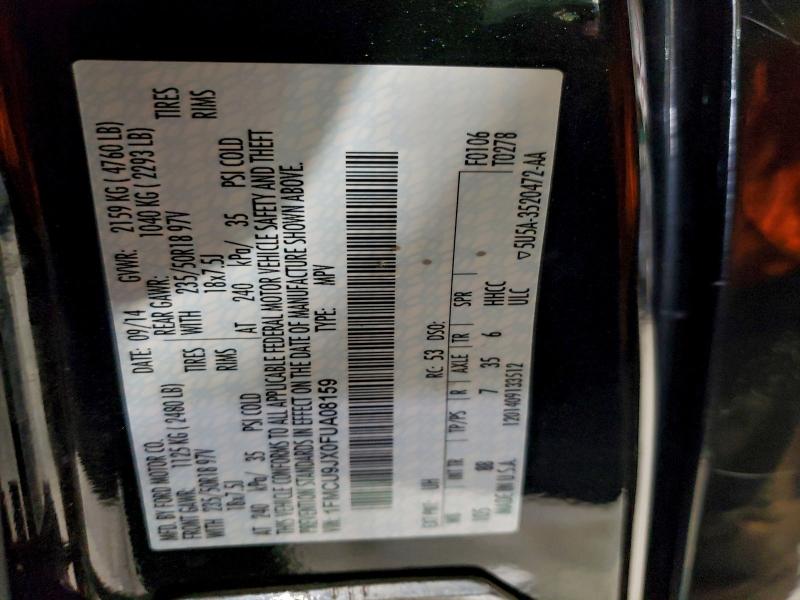 MFD. BY FORD MOTOR CO.
DATE: 09/14 GVWR: 2159 KG ( 4760 LB)
FRONT GAWR: 1125 KG ( 2480 LB) REAR GAWR: 1040 KG ( 2293 LB)
WITH 235/50R18 97V TIRES WITH 235/50R18 97V TIRES
18x7.5J RIMS 18x7.5J RIMS
AT 240 kPa/ 35 PSI COLD AT 240 kPa/ 35 PSI COLD
THIS VEHICLE CONFORMS TO ALL APPLICABLE FEDERAL MOTOR VEHICLE SAFETY AND THEFT
PREVENTION STANDARDS IN EFFECT ON THE DATE OF MANUFACTURE SHOWN ABOVE.
VIN: 1FMCU9JX0FUA08159 TYPE: MPV
EXT PNT: UH RC: 53 DSO: F0106
WB INT TR TP/PS R AXLE TR SPR T0278
105 88 7 35 6 HHCC
MADE IN U.S.A. 1201409133512 ULC
▽5U5A-3520472-AA